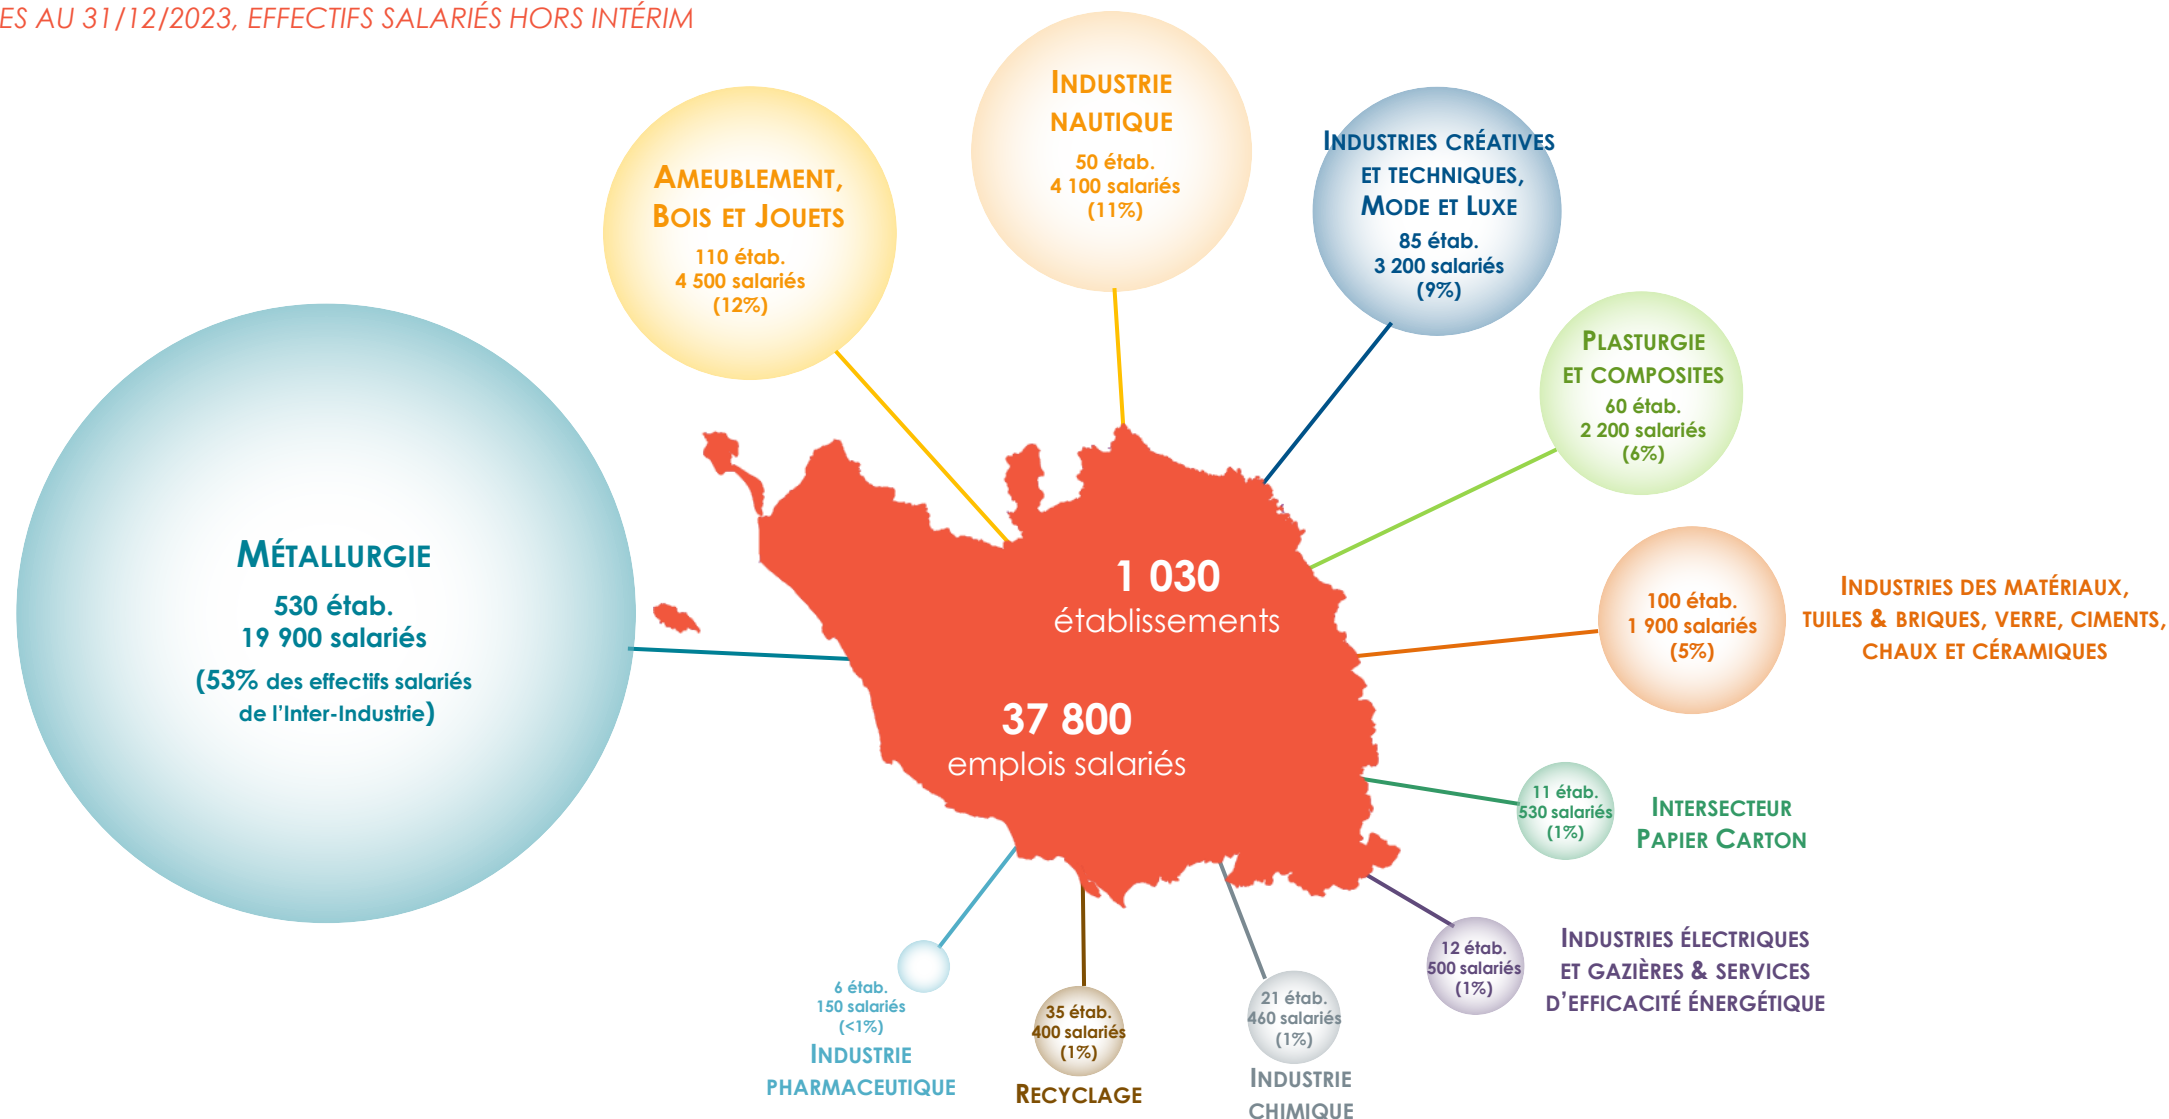 ES AU 31/12/2023, EFFECTIFS SALARIÉS HORS INTÉRIM
INDUSTRIE
NAUTIQUE
50 étab.
4 100 salariés
(11%)
AMEUBLEMENT,
BOIS ET JOUETS
110 étab.
4 500 salariés
(12%)
INDUSTRIES CRÉATIVES
ET TECHNIQUES,
MODE ET LUXE
85 étab.
3 200 salariés
(9%)
PLASTURGIE
ET COMPOSITES
60 étab.
2 200 salariés
(6%)
MÉTALLURGIE
530 étab.
19 900 salariés
(53% des effectifs salariés
de l'Inter-Industrie)
1 030
établissements
37 800
emplois salariés
100 étab.
1 900 salariés
(5%)
INDUSTRIES DES MATÉRIAUX,
TUILES & BRIQUES, VERRE, CIMENTS,
CHAUX ET CÉRAMIQUES
11 étab.
530 salariés
(1%)
INTERSECTEUR
PAPIER CARTON
12 étab.
500 salariés
(1%)
INDUSTRIES ÉLECTRIQUES
ET GAZIÈRES & SERVICES
D'EFFICACITÉ ÉNERGÉTIQUE
6 étab.
150 salariés
(<1%)
INDUSTRIE
PHARMACEUTIQUE
35 étab.
400 salariés
(1%)
RECYCLAGE
21 étab.
460 salariés
(1%)
INDUSTRIE
CHIMIQUE